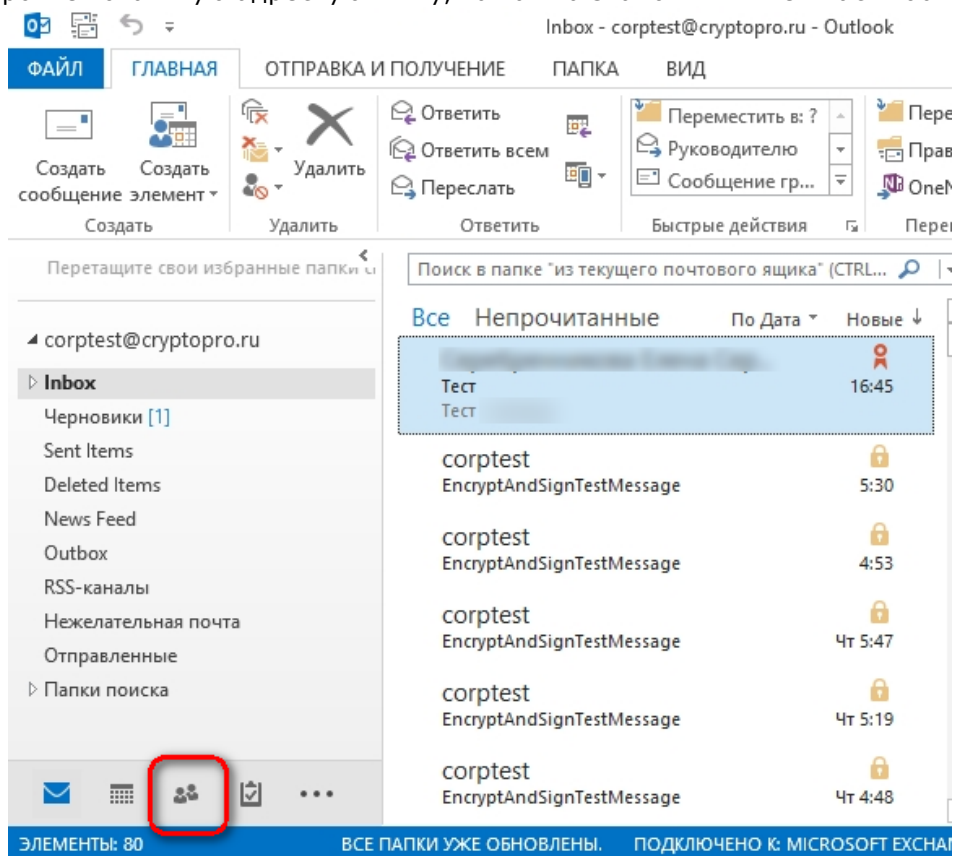 Inbox - corptest@cryptopro.ru - Outlook
ФАЙЛ ГЛАВНАЯ ОТПРАВКА И ПОЛУЧЕНИЕ ПАПКА ВИД
Создать сообщение
Создать элемент
Удалить
Ответить
Ответить всем
Переслать
Переместить в: ?
Руководителю
Сообщение гр...
Пере
Прав
OneN
Создать Удалить Ответить Быстрые действия Пере
Перетащите свои избранные папки с
Поиск в папке "из текущего почтового ящика" (CTRL...
Все Непрочитанные По Дата Новые ↓
corptest@cryptopro.ru
Inbox
Черновики [1]
Sent Items
Deleted Items
News Feed
Outbox
RSS-каналы
Нежелательная почта
Отправленные
Папки поиска
Тест 16:45
Тест
corptest
EncryptAndSignTestMessage 5:30
corptest
EncryptAndSignTestMessage 4:53
corptest
EncryptAndSignTestMessage Чт 5:47
corptest
EncryptAndSignTestMessage Чт 5:19
corptest
EncryptAndSignTestMessage Чт 4:48
ЭЛЕМЕНТЫ: 80 ВСЕ ПАПКИ УЖЕ ОБНОВЛЕНЫ. ПОДКЛЮЧЕНО К: MICROSOFT EXCHAN